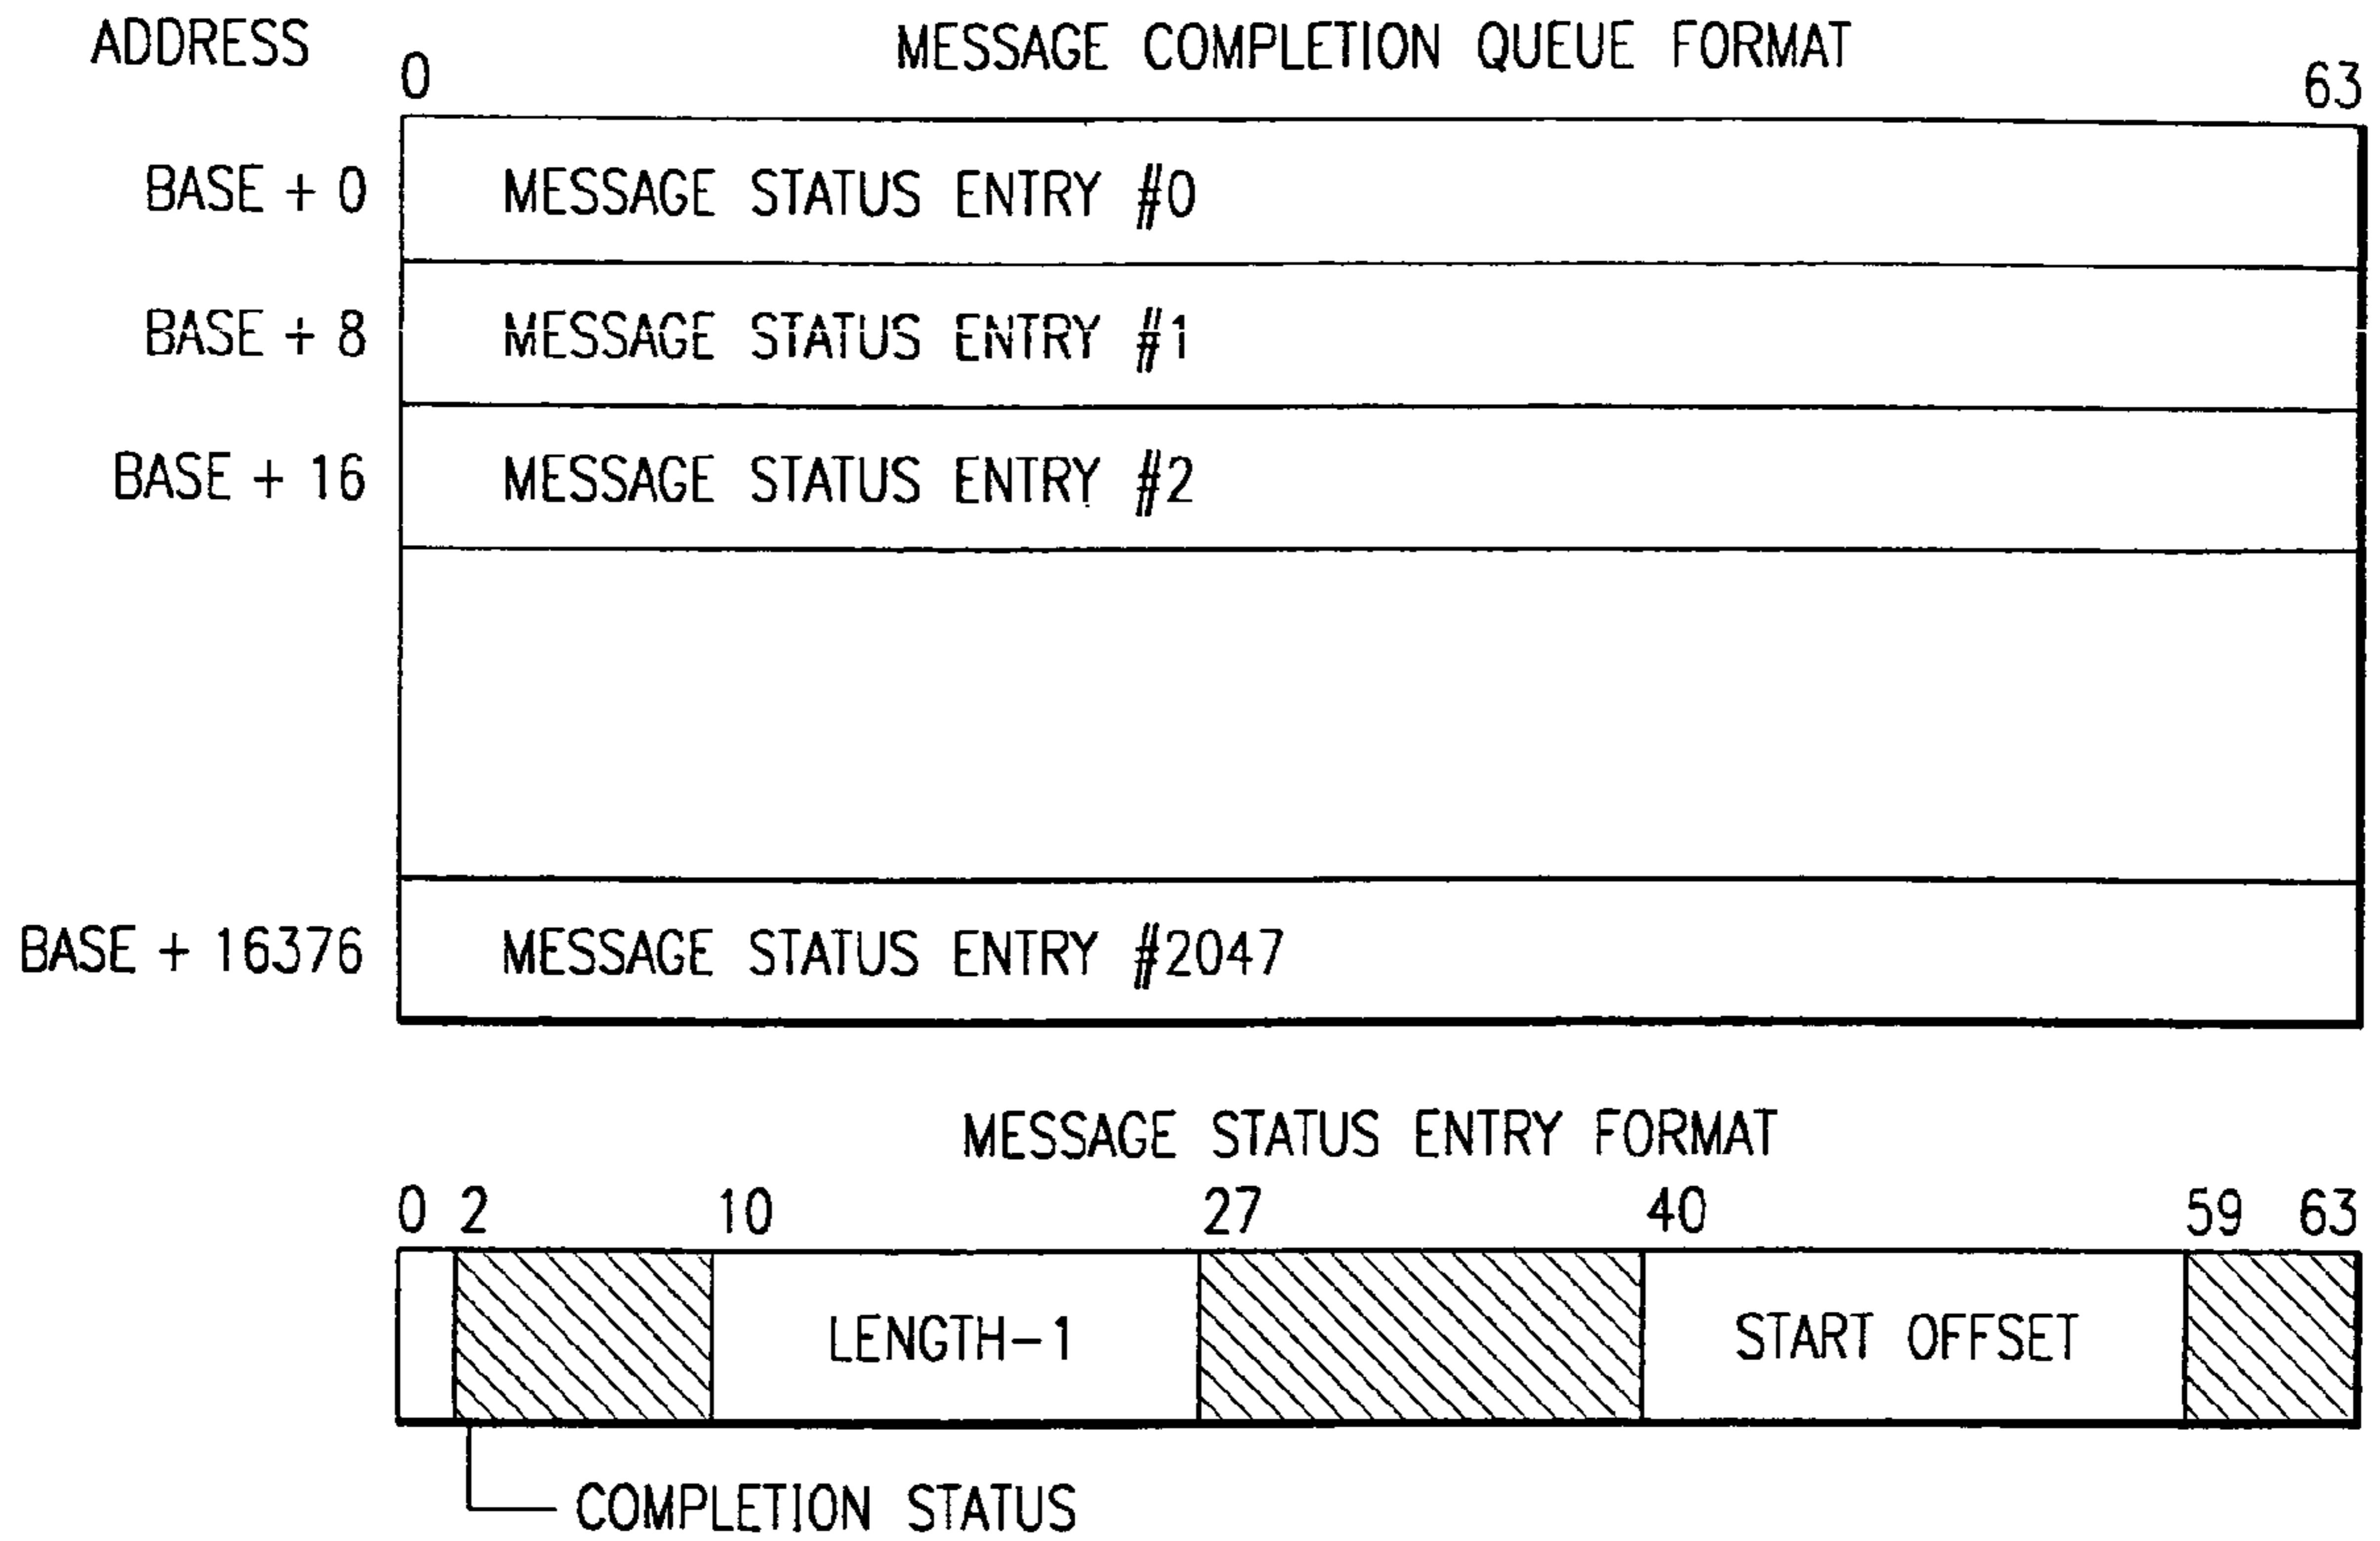 ADDRESS MESSAGE COMPLETION QUEUE FORMAT
0 63
BASE + 0 MESSAGE STATUS ENTRY #0
BASE + 8 MESSAGE STATUS ENTRY #1
BASE + 16 MESSAGE STATUS ENTRY #2
BASE + 16376 MESSAGE STATUS ENTRY #2047
MESSAGE STATUS ENTRY FORMAT
0 2 10 27 40 59 63
LENGTH-1 START OFFSET
COMPLETION STATUS